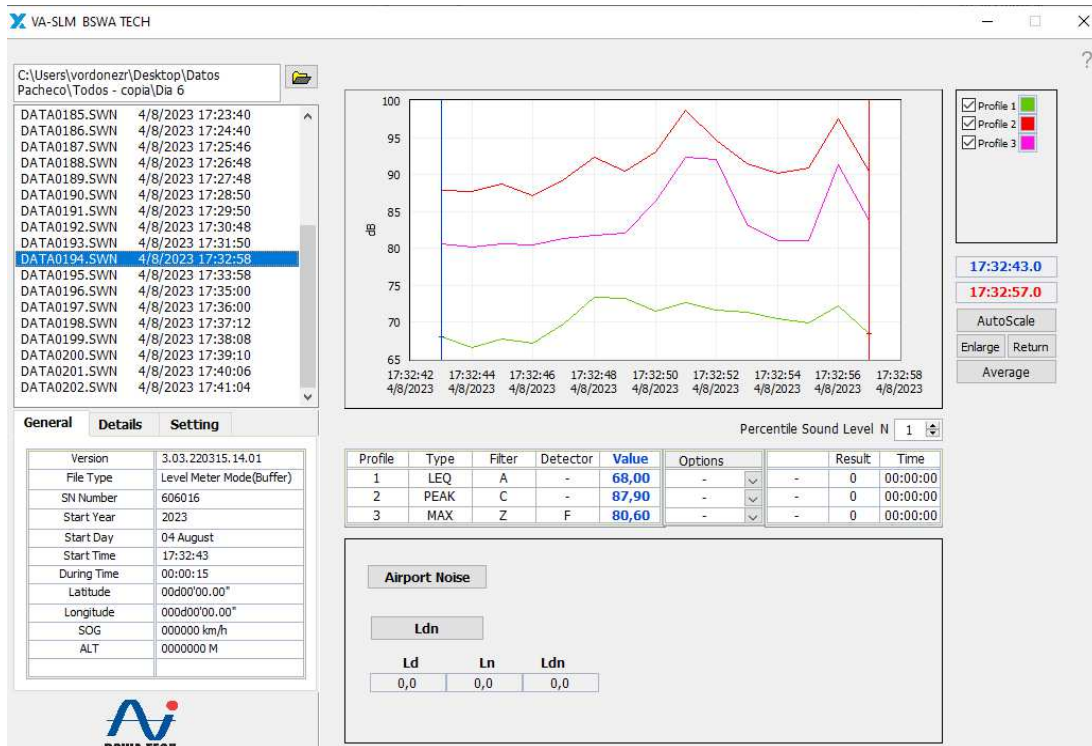 VA-SLM BSWA TECH
?
C:\Users\vordonezr\Desktop\Datos
Pacheco\Todos - copia\Dia 6
DATA0185.SWN 4/8/2023 17:23:40
DATA0186.SWN 4/8/2023 17:24:40
DATA0187.SWN 4/8/2023 17:25:46
DATA0188.SWN 4/8/2023 17:26:48
DATA0189.SWN 4/8/2023 17:27:48
DATA0190.SWN 4/8/2023 17:28:50
DATA0191.SWN 4/8/2023 17:29:50
DATA0192.SWN 4/8/2023 17:30:48
DATA0193.SWN 4/8/2023 17:31:50
DATA0194.SWN 4/8/2023 17:32:58
DATA0195.SWN 4/8/2023 17:33:58
DATA0196.SWN 4/8/2023 17:35:00
DATA0197.SWN 4/8/2023 17:36:00
DATA0198.SWN 4/8/2023 17:37:12
DATA0199.SWN 4/8/2023 17:38:08
DATA0200.SWN 4/8/2023 17:39:10
DATA0201.SWN 4/8/2023 17:40:06
DATA0202.SWN 4/8/2023 17:41:04
General Details Setting
Version 3.03.220315.14.01
File Type Level Meter Mode(Buffer)
SN Number 606016
Start Year 2023
Start Day 04 August
Start Time 17:32:43
During Time 00:00:15
Latitude 00d00'00.00"
Longitude 000d00'00.00"
SOG 000000 km/h
ALT 0000000 M
BSWA TECH
100
95
90
85
80
75
70
65
dB
17:32:42 17:32:44 17:32:46 17:32:48 17:32:50 17:32:52 17:32:54 17:32:56 17:32:58
4/8/2023 4/8/2023 4/8/2023 4/8/2023 4/8/2023 4/8/2023 4/8/2023 4/8/2023 4/8/2023
Profile 1
Profile 2
Profile 3
17:32:43.0
17:32:57.0
AutoScale
Enlarge Return
Average
Percentile Sound Level N 1
Profile Type Filter Detector Value Options Result Time
1 LEQ A - 68,00 - - 0 00:00:00
2 PEAK C - 87,90 - - 0 00:00:00
3 MAX Z F 80,60 - - 0 00:00:00
Airport Noise
Ldn
Ld Ln Ldn
0,0 0,0 0,0